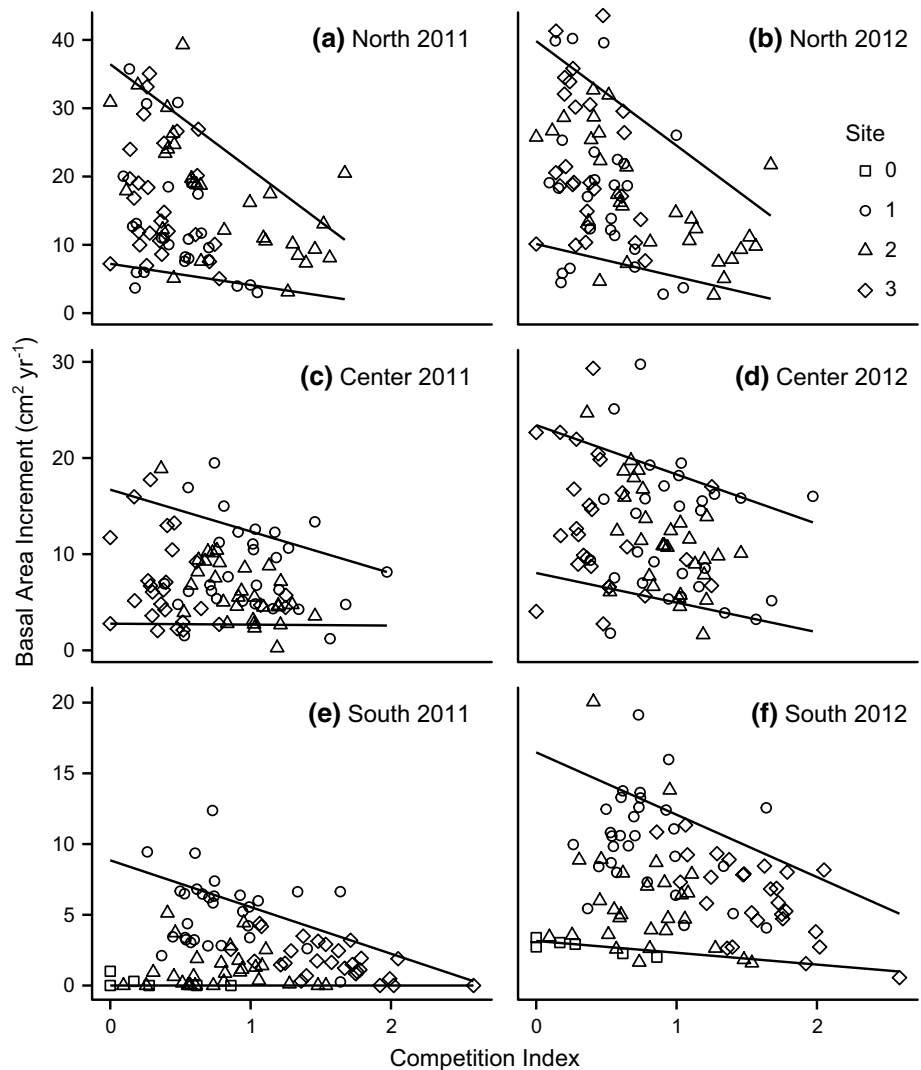 (a) North 2011
(b) North 2012
40
30
20
10
0
Site
0
1
2
3
(c) Center 2011
(d) Center 2012
30
20
10
0
Basal Area Increment (cm² yr⁻¹)
(e) South 2011
(f) South 2012
20
15
10
5
0
0 1 2
0 1 2
Competition Index